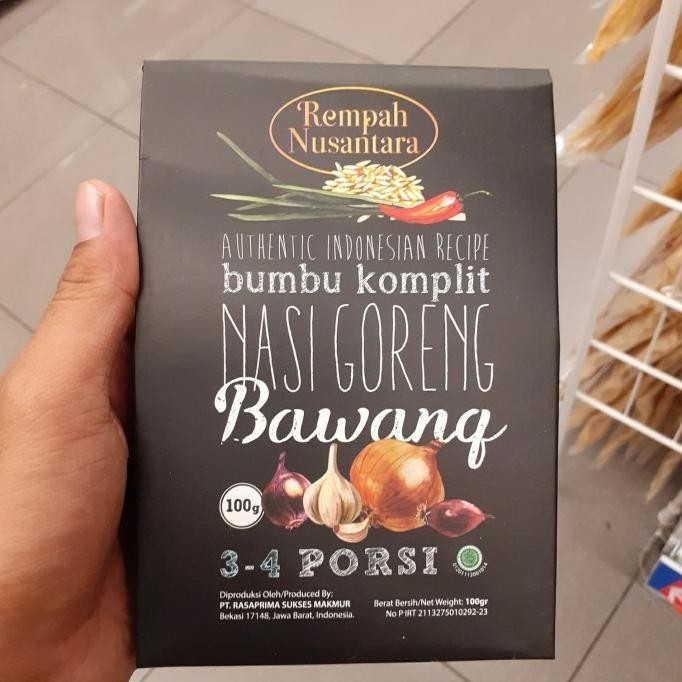 Rempah
Nusantara
AUTHENTIC INDONESIAN RECIPE
bumbu komplit
NASI GORENG
Bawang
100g
3-4 PORSI
Diproduksi Oleh/Produced By:
PT. RASAPRIMA SUKSES MAKMUR
Bekasi 17148, Jawa Barat, Indonesia.
Berat Bersih/Net Weight: 100gr
No P IRT 2113275010292-23